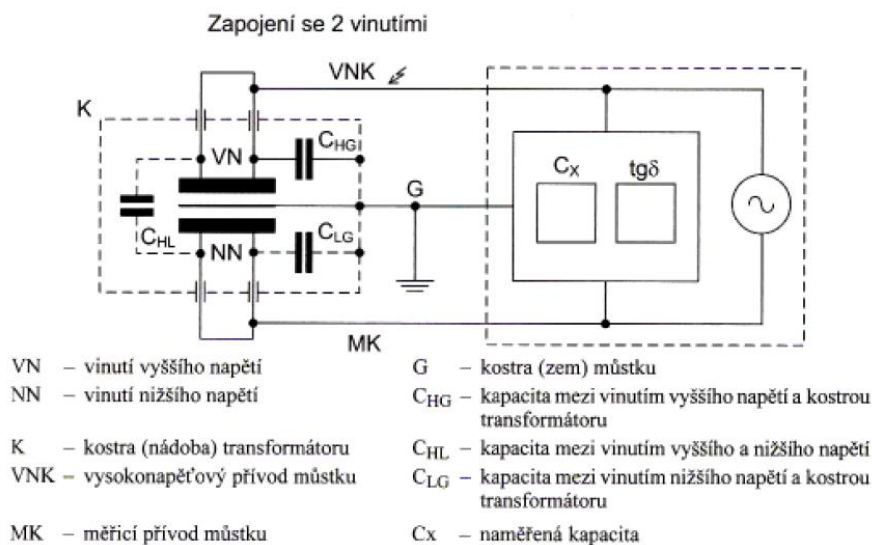 Zapojení se 2 vinutími
VNK
K
C_HG
VN
C_X
tgδ
G
C_HL
C_LG
NN
MK
VN – vinutí vyššího napětí
NN – vinutí nižšího napětí
K – kostra (nádoba) transformátoru
VNK – vysokonapěťový přívod můstku
MK – měřicí přívod můstku
G – kostra (zem) můstku
C_HG – kapacita mezi vinutím vyššího napětí a kostrou
transformátoru
C_HL – kapacita mezi vinutím vyššího a nižšího napětí
C_LG – kapacita mezi vinutím nižšího napětí a kostrou
transformátoru
Cx – naměřená kapacita